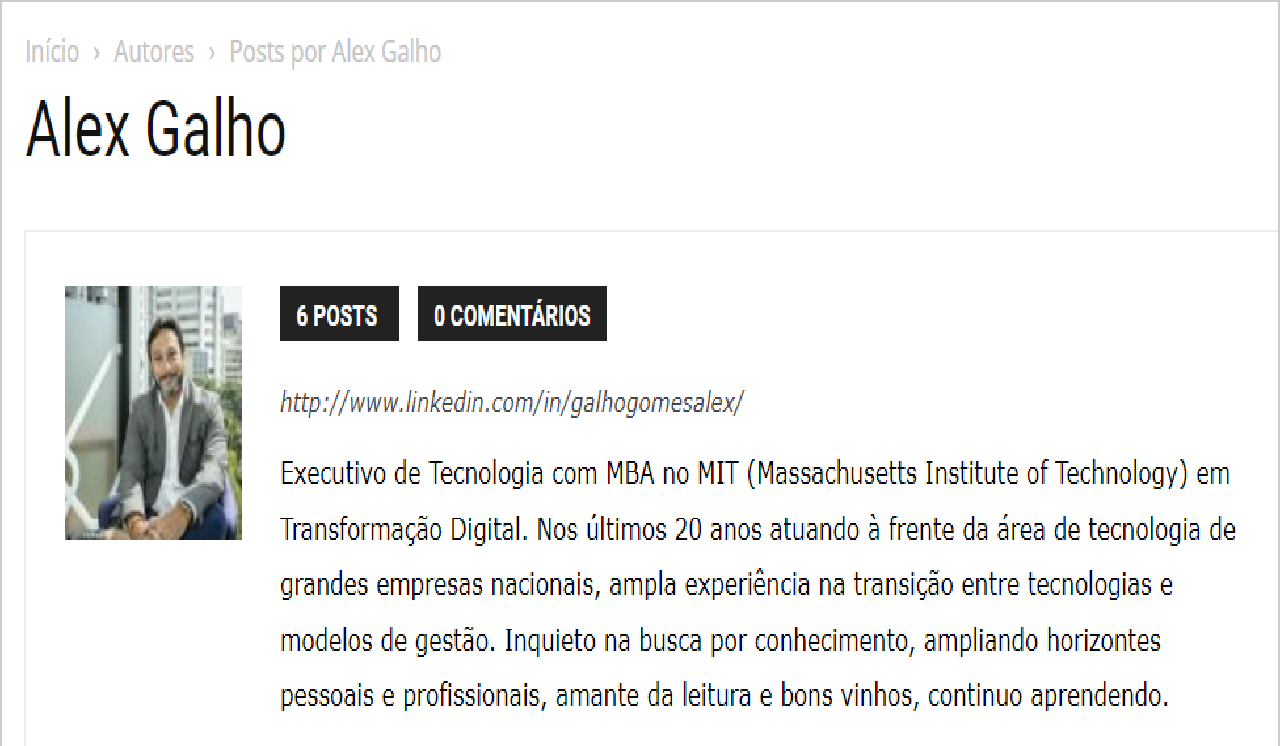 Início › Autores › Posts por Alex Galho
Alex Galho
6 POSTS 0 COMENTÁRIOS
http://www.linkedin.com/in/galhogomesalex/
Executivo de Tecnologia com MBA no MIT (Massachusetts Institute of Technology) em
Transformação Digital. Nos últimos 20 anos atuando à frente da área de tecnologia de
grandes empresas nacionais, ampla experiência na transição entre tecnologias e
modelos de gestão. Inquieto na busca por conhecimento, ampliando horizontes
pessoais e profissionais, amante da leitura e bons vinhos, continuo aprendendo.